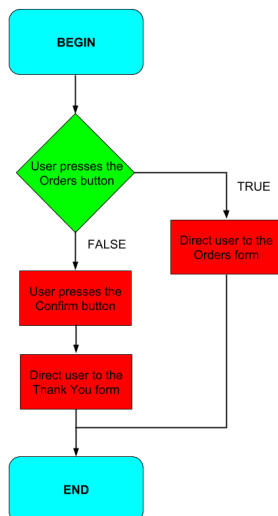 BEGIN
User presses the
Orders button
TRUE
FALSE
Direct user to the
Orders form
User presses the
Confirm button
Direct user to the
Thank You form
END